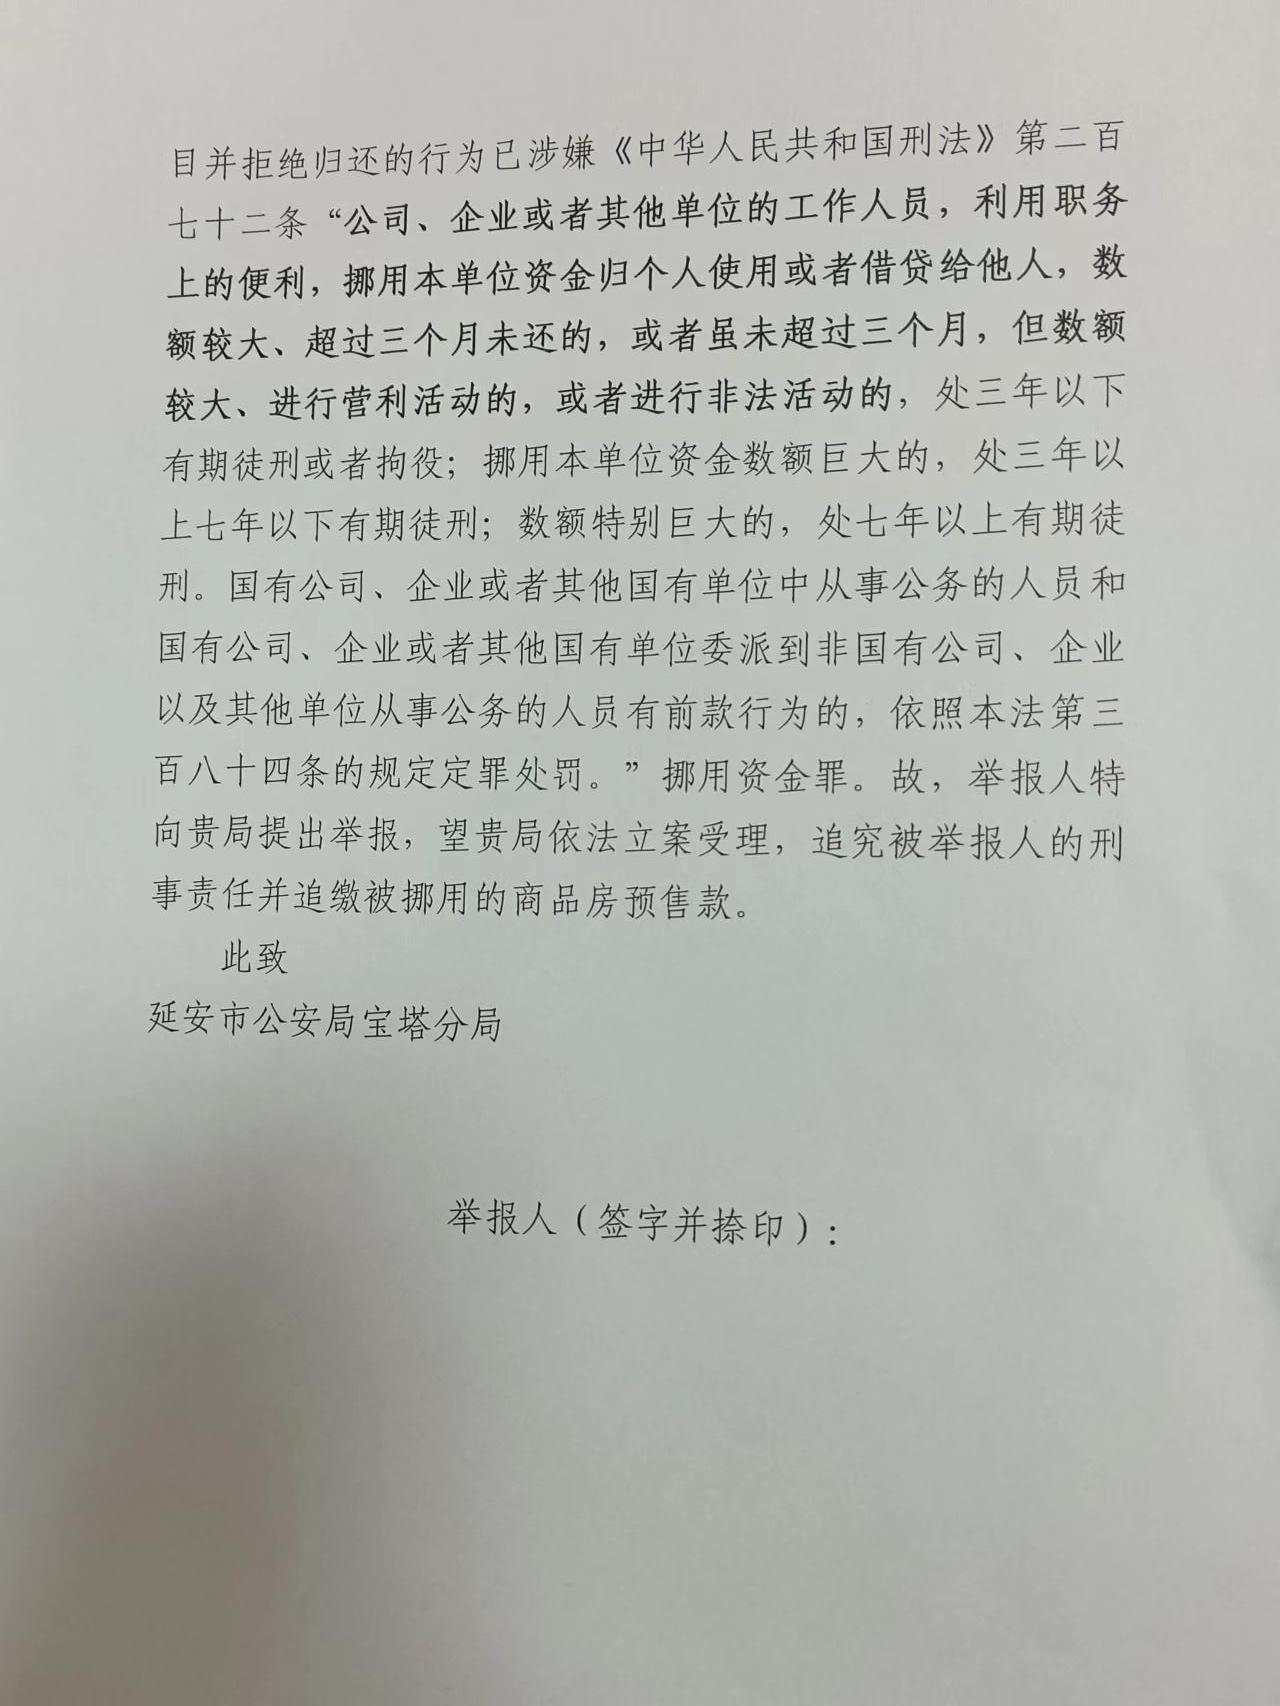 目并拒绝归还的行为已涉嫌《中华人民共和国刑法》第二百
七十二条“公司、企业或者其他单位的工作人员，利用职务
上的便利，挪用本单位资金归个人使用或者借贷给他人，数
额较大、超过三个月未还的，或者虽未超过三个月，但数额
较大、进行营利活动的，或者进行非法活动的，处三年以下
有期徒刑或者拘役；挪用本单位资金数额巨大的，处三年以
上七年以下有期徒刑；数额特别巨大的，处七年以上有期徒
刑。国有公司、企业或者其他国有单位中从事公务的人员和
国有公司、企业或者其他国有单位委派到非国有公司、企业
以及其他单位从事公务的人员有前款行为的，依照本法第三
百八十四条的规定定罪处罚。”挪用资金罪。故，举报人特
向贵局提出举报，望贵局依法立案受理，追究被举报人的刑
事责任并追缴被挪用的商品房预售款。
此致
延安市公安局宝塔分局
举报人（签字并捺印）：